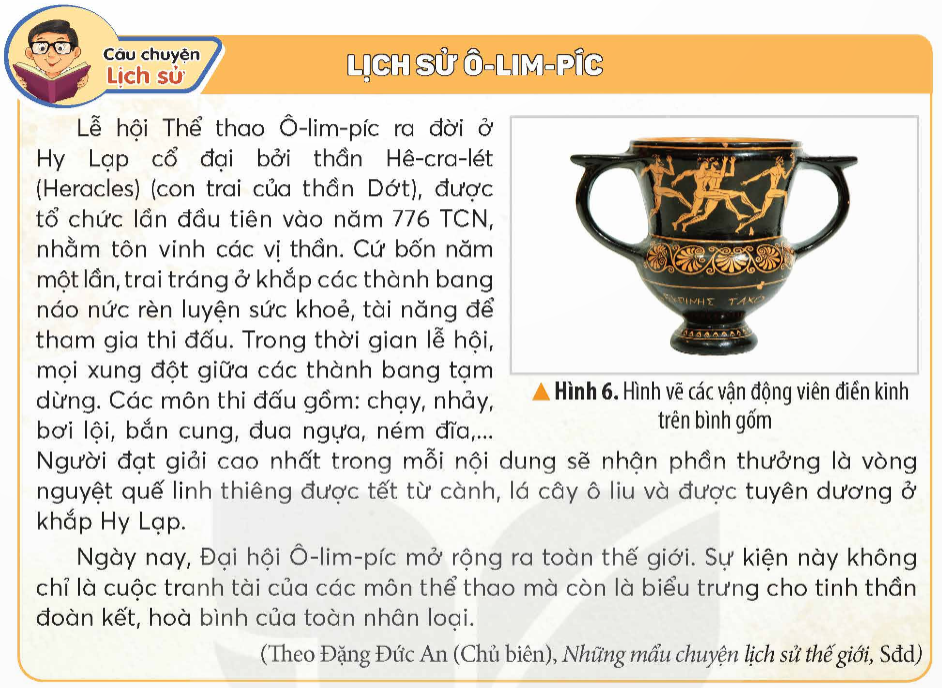 Câu chuyện
Lịch sử
LỊCH SỬ Ô-LIM-PÍC
Lễ hội Thể thao Ô-lim-píc ra đời ở
Hy Lạp cổ đại bởi thần Hê-cra-lét
(Heracles) (con trai của thần Dớt), được
tổ chức lần đầu tiên vào năm 776 TCN,
nhằm tôn vinh các vị thần. Cứ bốn năm
một lần, trai tráng ở khắp các thành bang
náo nức rèn luyện sức khoẻ, tài năng để
tham gia thi đấu. Trong thời gian lễ hội,
mọi xung đột giữa các thành bang tạm
dừng. Các môn thi đấu gồm: chạy, nhảy,
bơi lội, bắn cung, đua ngựa, ném đĩa,...
Người đạt giải cao nhất trong mỗi nội dung sẽ nhận phần thưởng là vòng
nguyệt quế linh thiêng được tết từ cành, lá cây ô liu và được tuyên dương ở
khắp Hy Lạp.
▲ Hình 6. Hình vẽ các vận động viên điền kinh
trên bình gốm
Ngày nay, Đại hội Ô-lim-píc mở rộng ra toàn thế giới. Sự kiện này không
chỉ là cuộc tranh tài của các môn thể thao mà còn là biểu trưng cho tinh thần
đoàn kết, hoà bình của toàn nhân loại.
(Theo Đặng Đức An (Chủ biên), Những mẩu chuyện lịch sử thế giới, Sđd)